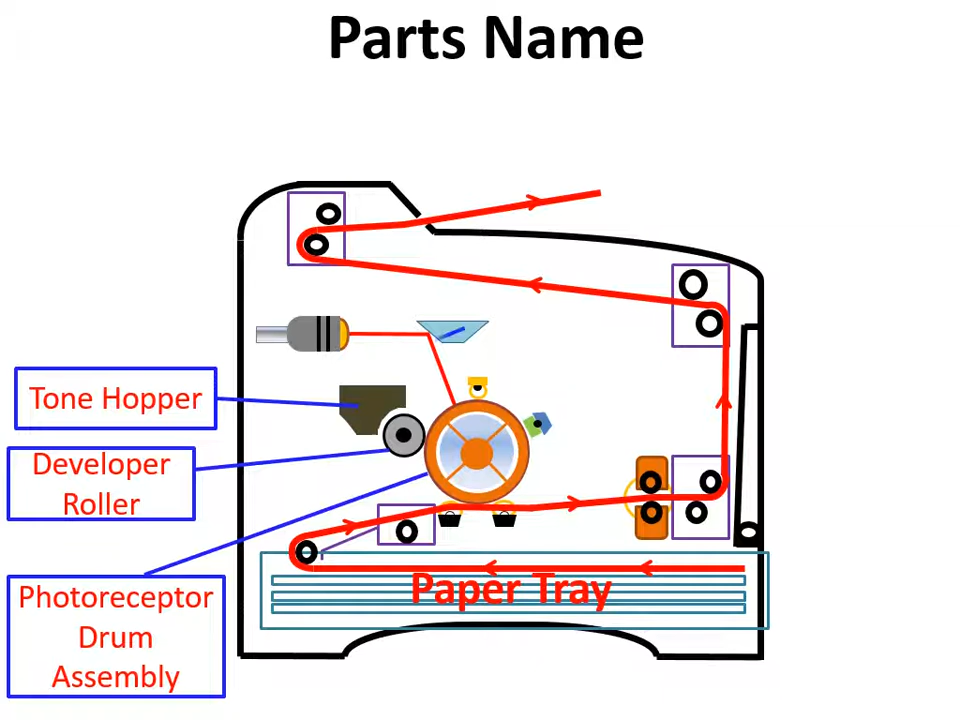 Parts Name
Tone Hopper
Developer
Roller
Photoreceptor
Drum
Assembly
Paper Tray